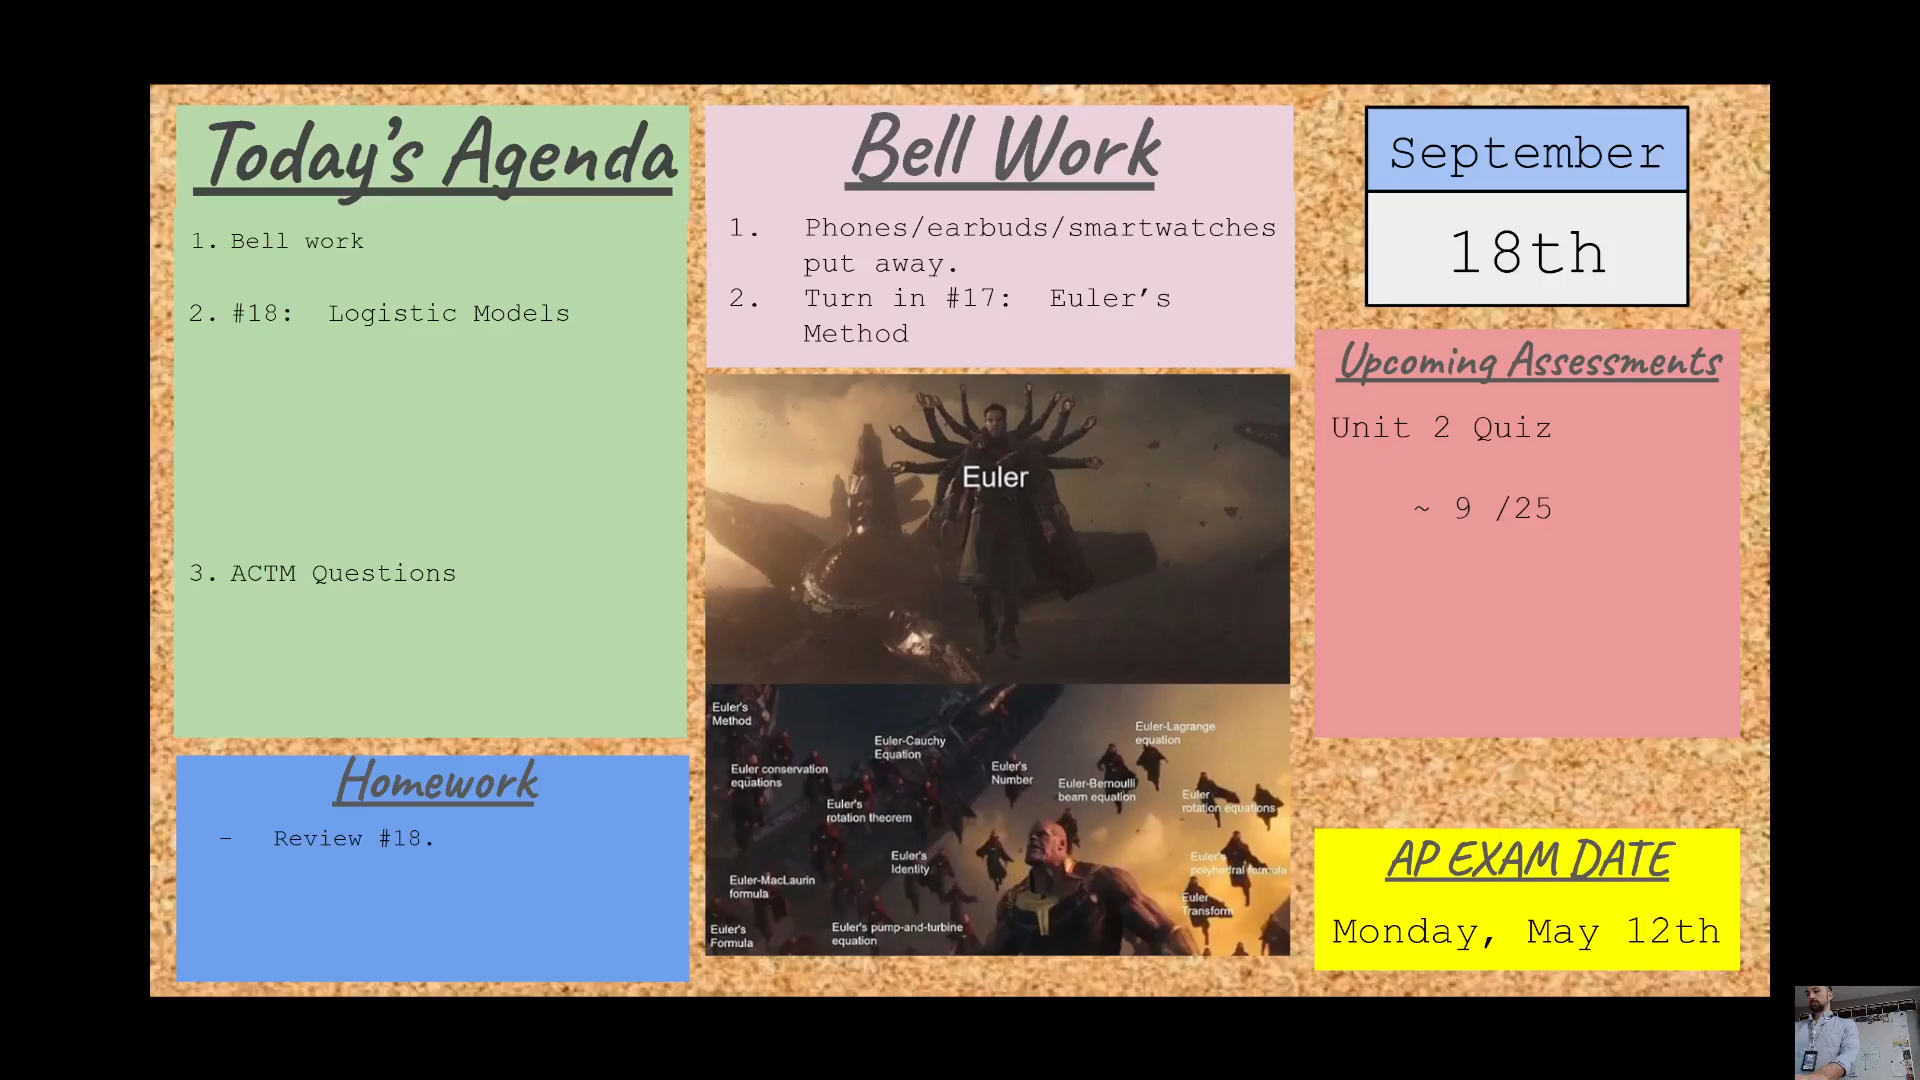 Today's Agenda
1. Bell work
2. #18:  Logistic Models
3. ACTM Questions
Homework
- Review #18.
Bell Work
1. Phones/earbuds/smartwatches
put away.
2. Turn in #17:  Euler's
Method
Euler
Euler's
Method
Euler-Cauchy
Equation
Euler-Lagrange
equation
Euler conservation
equations
Euler's
Number
Euler-Bernoulli
beam equation
Euler
rotation equations
Euler's
rotation theorem
Euler's
Identity
Euler's
polyhedral formula
Euler-MacLaurin
formula
Euler
Transform
Euler's
Formula
Euler's pump-and-turbine
equation
September
18th
Upcoming Assessments
Unit 2 Quiz
~ 9 /25
AP EXAM DATE
Monday, May 12th